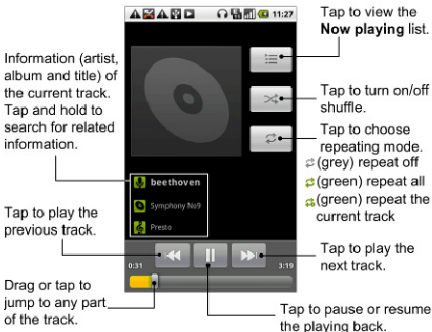 11:27
Tap to view the
Now playing list.
Information (artist,
album and title) of
the current track.
Tap and hold to
search for related
information.
Tap to turn on/off
shuffle.
Tap to choose
repeating mode.
(grey) repeat off
(green) repeat all
(green) repeat the
current track
beethoven
Symphony No9
Presto
Tap to play the
previous track.
Tap to play the
next track.
0:31
3:19
Drag or tap to
jump to any part
of the track.
Tap to pause or resume
the playing back.